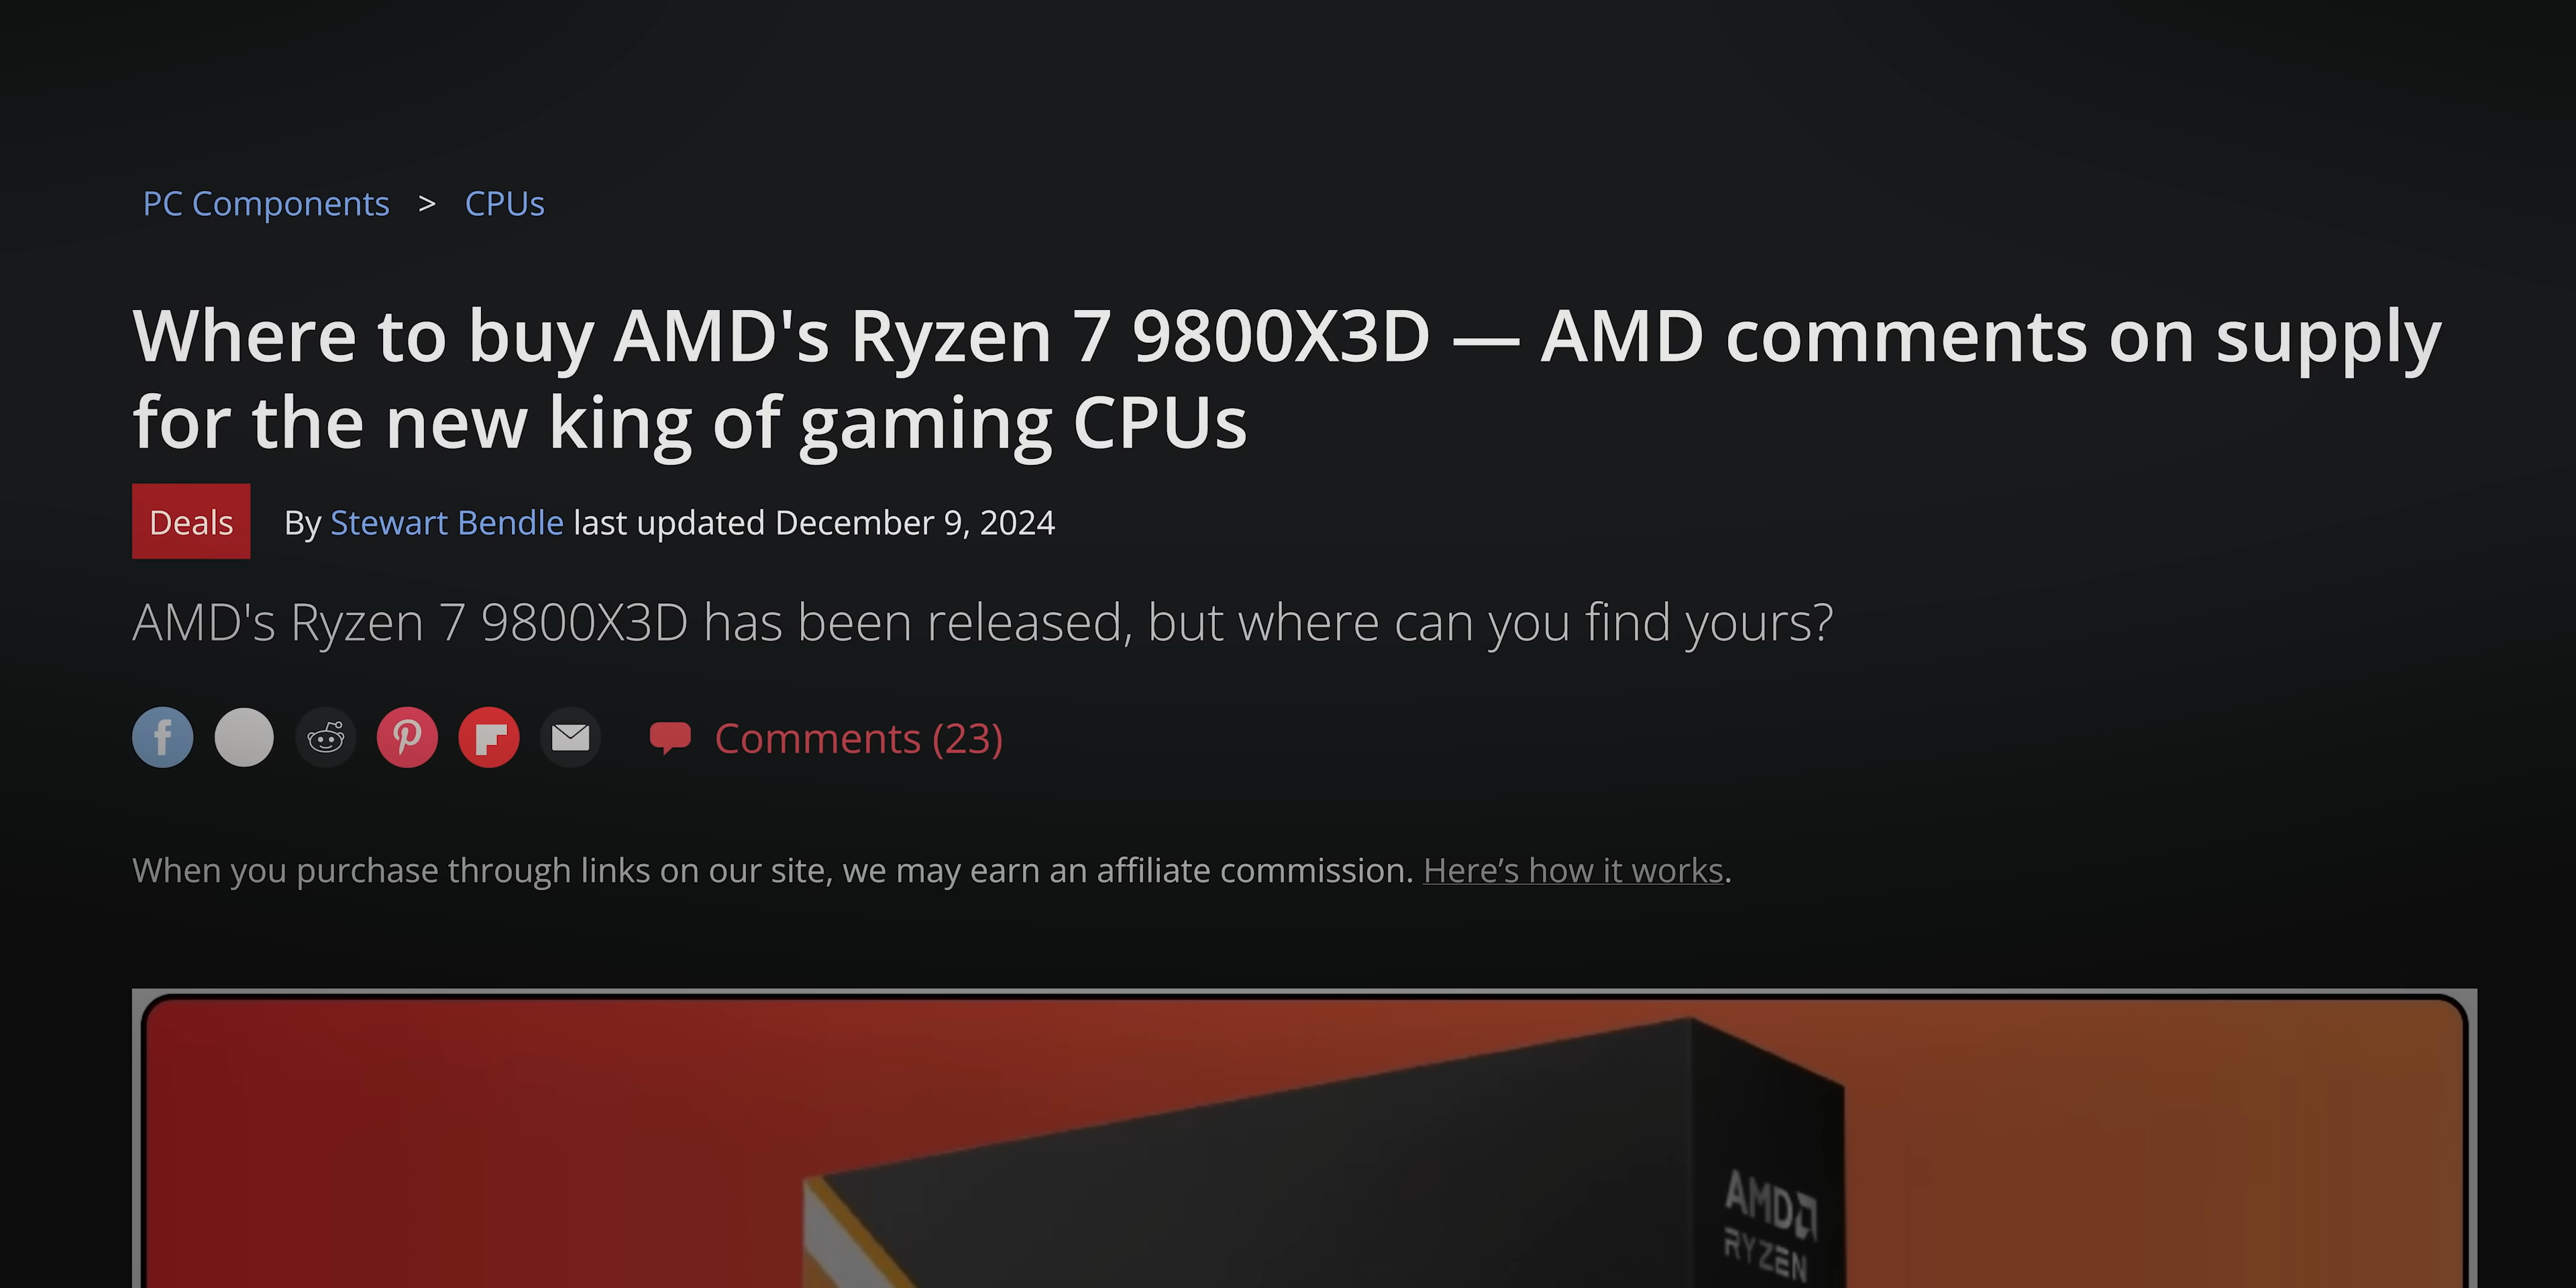 PC Components > CPUs
Where to buy AMD's Ryzen 7 9800X3D — AMD comments on supply
for the new king of gaming CPUs
Deals By Stewart Bendle last updated December 9, 2024
AMD's Ryzen 7 9800X3D has been released, but where can you find yours?
Comments (23)
When you purchase through links on our site, we may earn an affiliate commission. Here’s how it works.
AMD
RYZEN